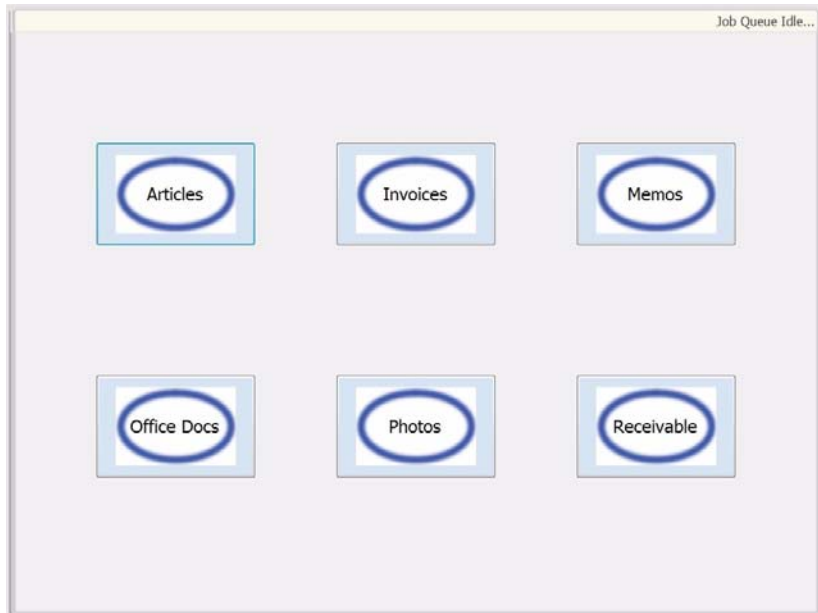 Job Queue Idle...
Articles
Invoices
Memos
Office Docs
Photos
Receivable